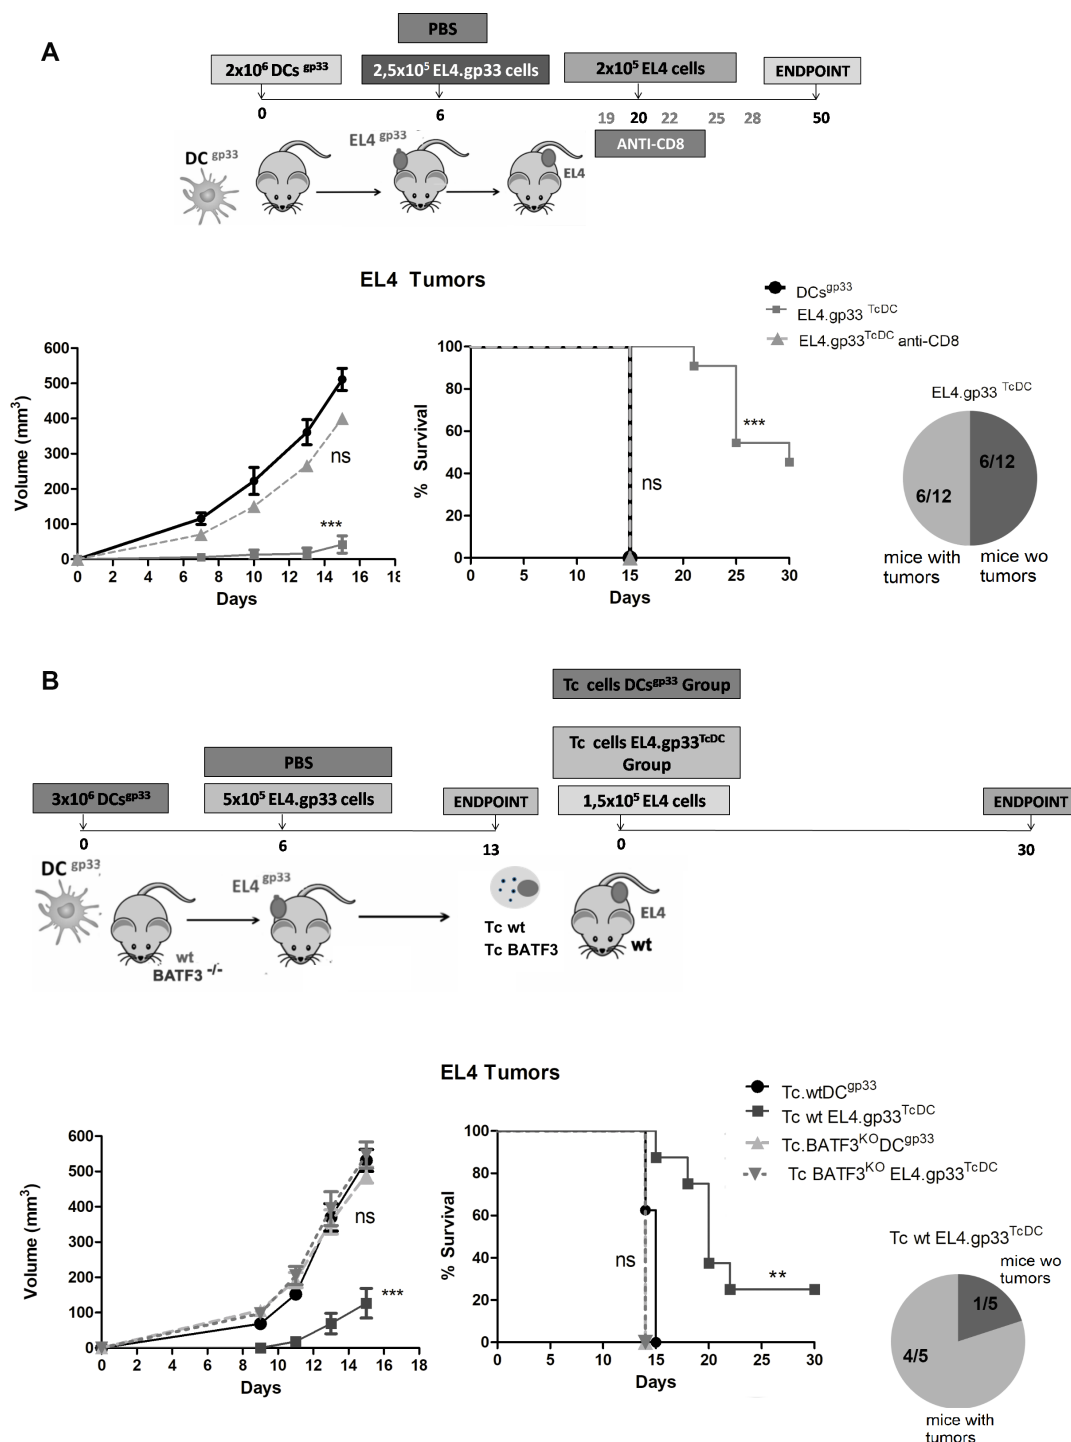 A
PBS
2x10⁶ DCs ᵍᵖ³³
2,5x10⁵ EL4.gp33 cells
2x10⁵ EL4 cells
ENDPOINT
0
6
19 20 22 25 28
50
ANTI-CD8
DC gp33
EL4 gp33
EL4
EL4 Tumors
DCsgp33
EL4.gp33 TcDC
EL4.gp33TcDC anti-CD8
Volume (mm³)
600
500
400
300
200
100
0
0 2 4 6 8 10 12 14 16 18
Days
ns
***
% Survival
100
80
60
40
20
0
0 5 10 15 20 25 30
Days
ns
***
EL4.gp33 TcDC
6/12
6/12
mice with
tumors
mice wo
tumors
B
Tc cells DCsgp33 Group
Tc cells EL4.gp33TcDC
Group
PBS
3x10⁶ DCsgp33
5x10⁵ EL4.gp33 cells
ENDPOINT
1,5x10⁵ EL4 cells
ENDPOINT
0
6
13
0
30
DC gp33
EL4 gp33
wt
BATF3 -/-
Tc wt
Tc BATF3
EL4
wt
EL4 Tumors
Tc.wtDCgp33
Tc wt EL4.gp33TcDC
Tc.BATF3KODCgp33
Tc BATF3KO EL4.gp33TcDC
Volume (mm³)
600
500
400
300
200
100
0
0 2 4 6 8 10 12 14 16 18
Days
ns
***
% Survival
100
80
60
40
20
0
0 5 10 15 20 25 30
Days
ns
**
Tc wt EL4.gp33TcDC
mice wo
tumors
1/5
4/5
mice with
tumors